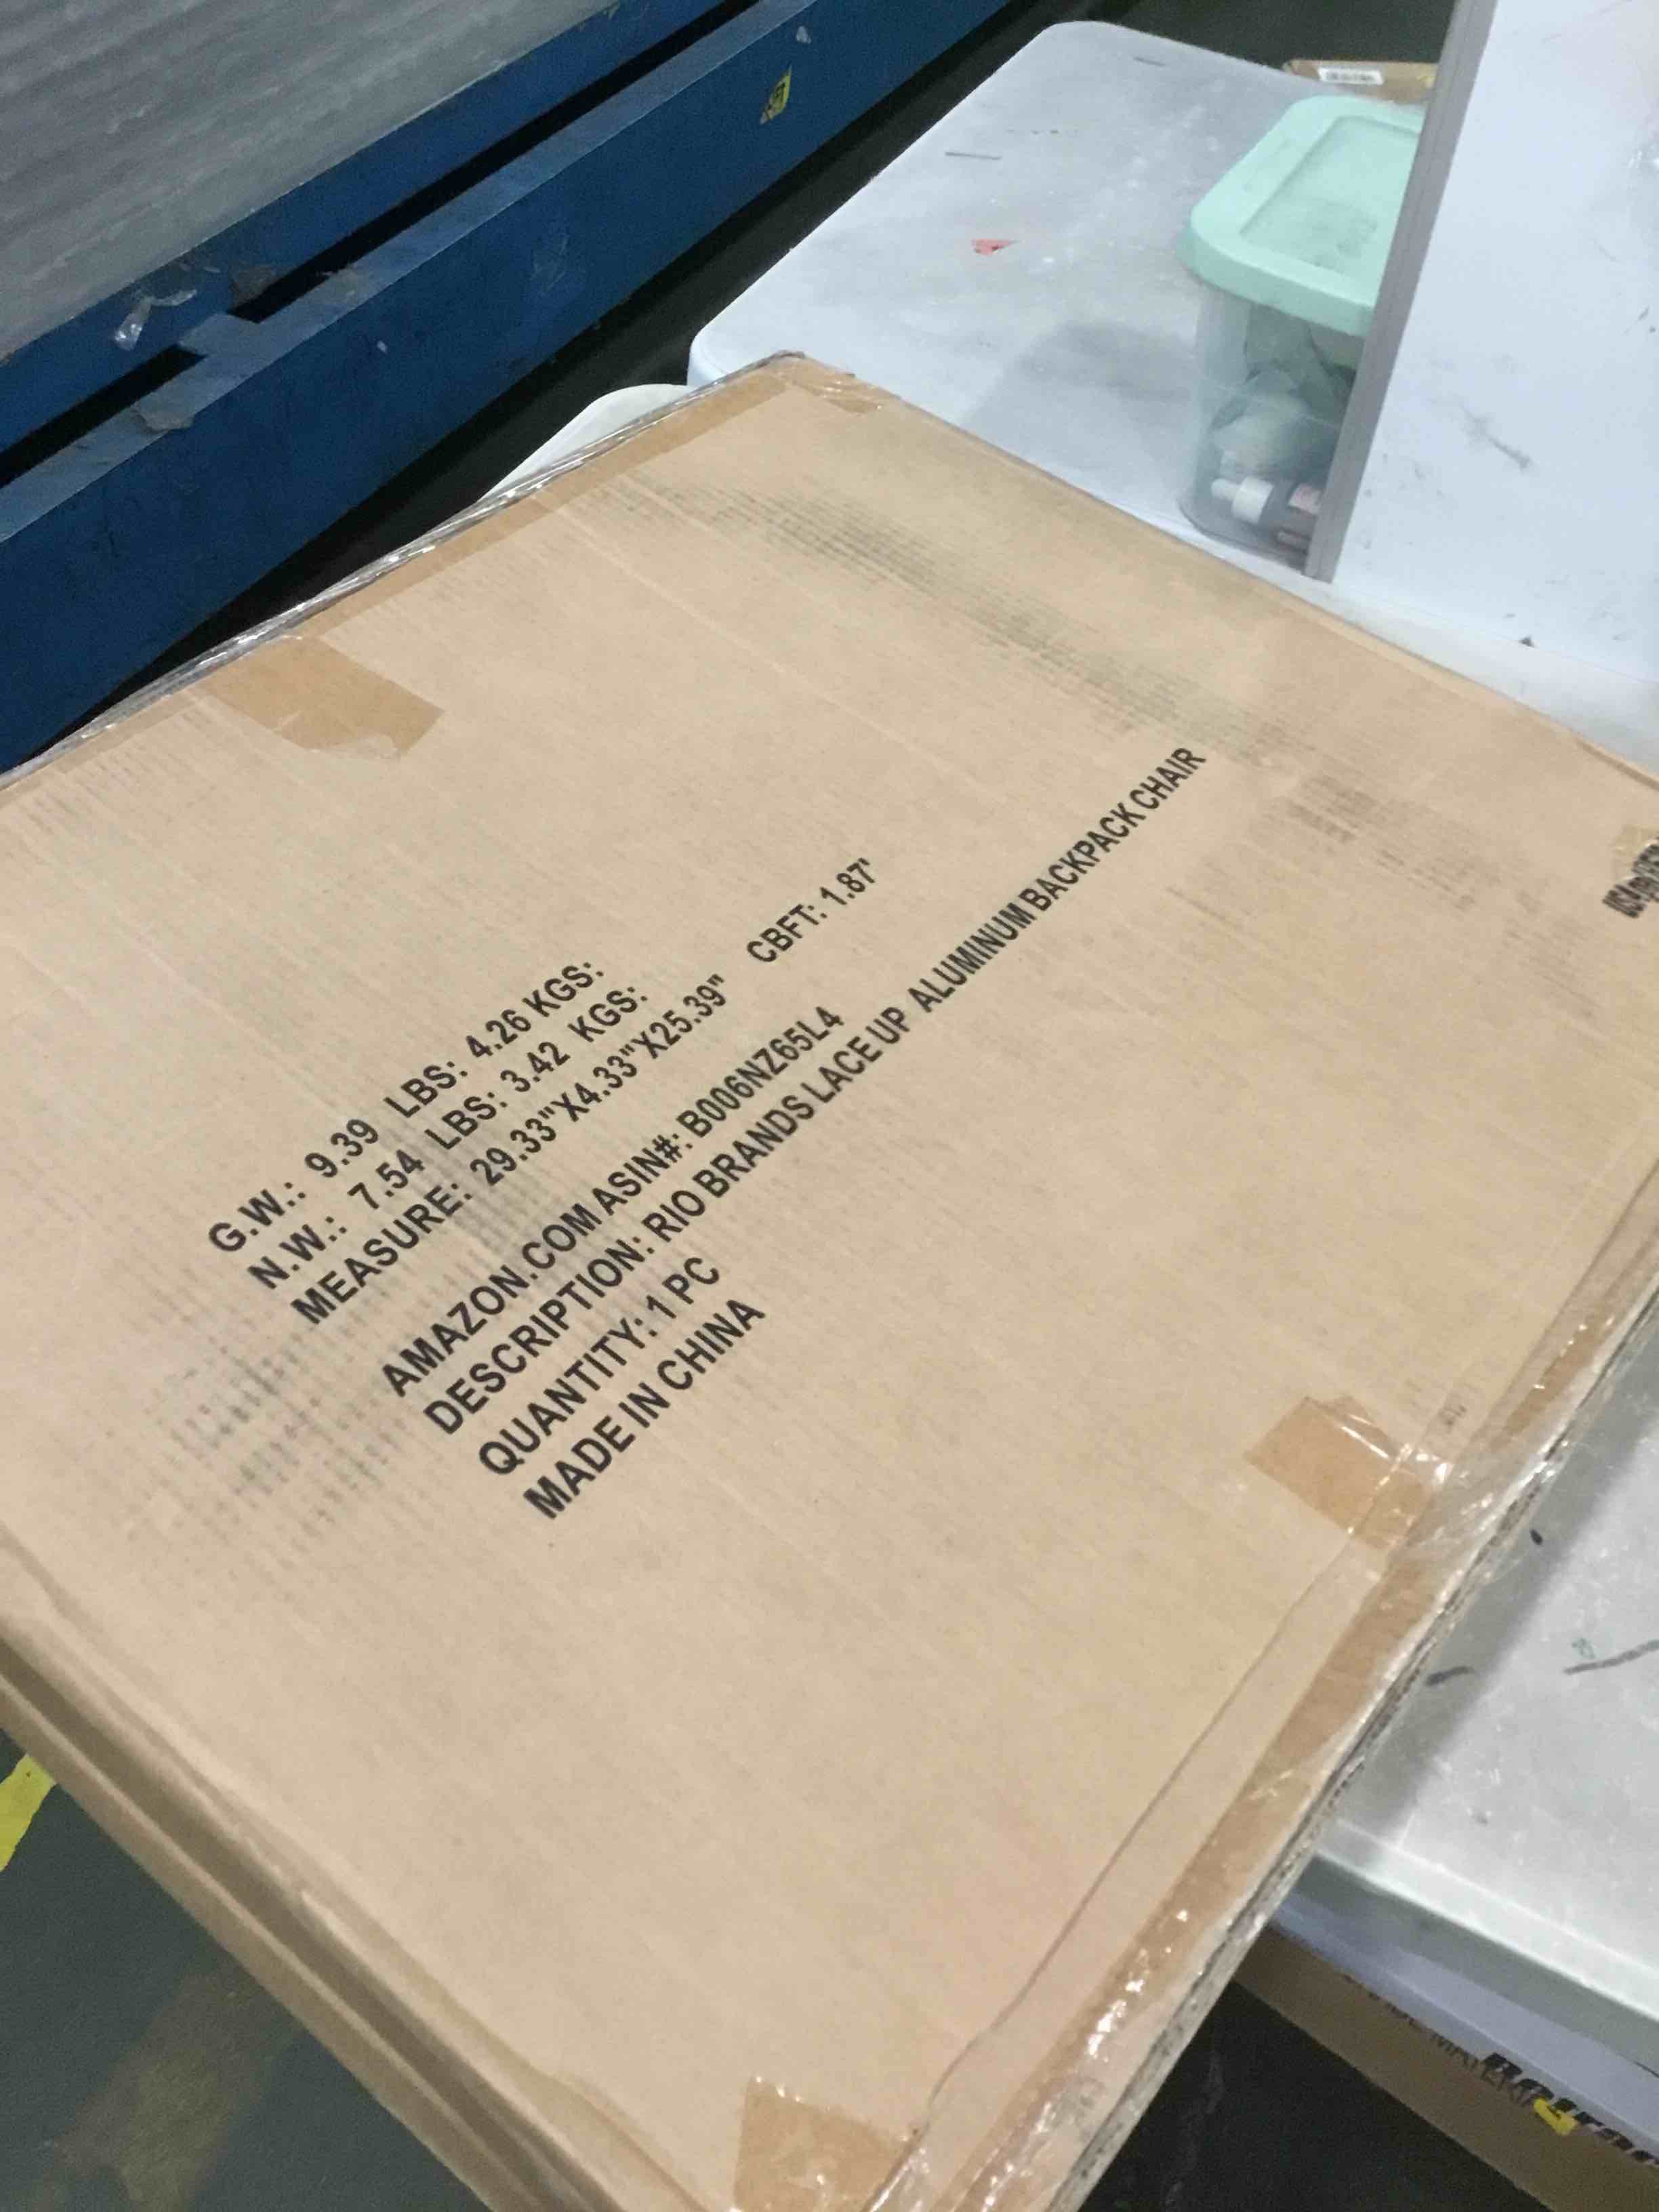 G.W.: 9.39 LBS: 4.26 KGS:
N.W.: 7.54 LBS: 3.42 KGS:
MEASURE: 29.33"X4.33"X25.39" CBFT: 1.87'
AMAZON.COM ASIN#: B006NZ65L4
DESCRIPTION: RIO BRANDS LACE UP ALUMINUM BACKPACK CHAIR
QUANTITY: 1 PC
MADE IN CHINA